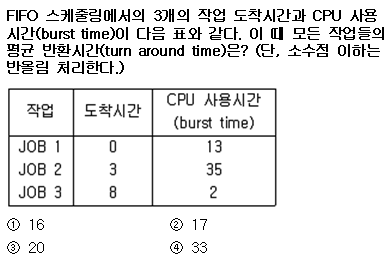 FIFO 스케줄링에서의 3개의 작업 도착시간과 CPU 사용
시간(burst time)이 다음 표와 같다. 이 때 모든 작업들의
평균 반환시간(turn around time)은? (단, 소수점 이하는
반올림 처리한다.)
작업 도착시간 CPU 사용시간
(burst time)
JOB 1 0 13
JOB 2 3 35
JOB 3 8 2
① 16 ② 17
③ 20 ④ 33